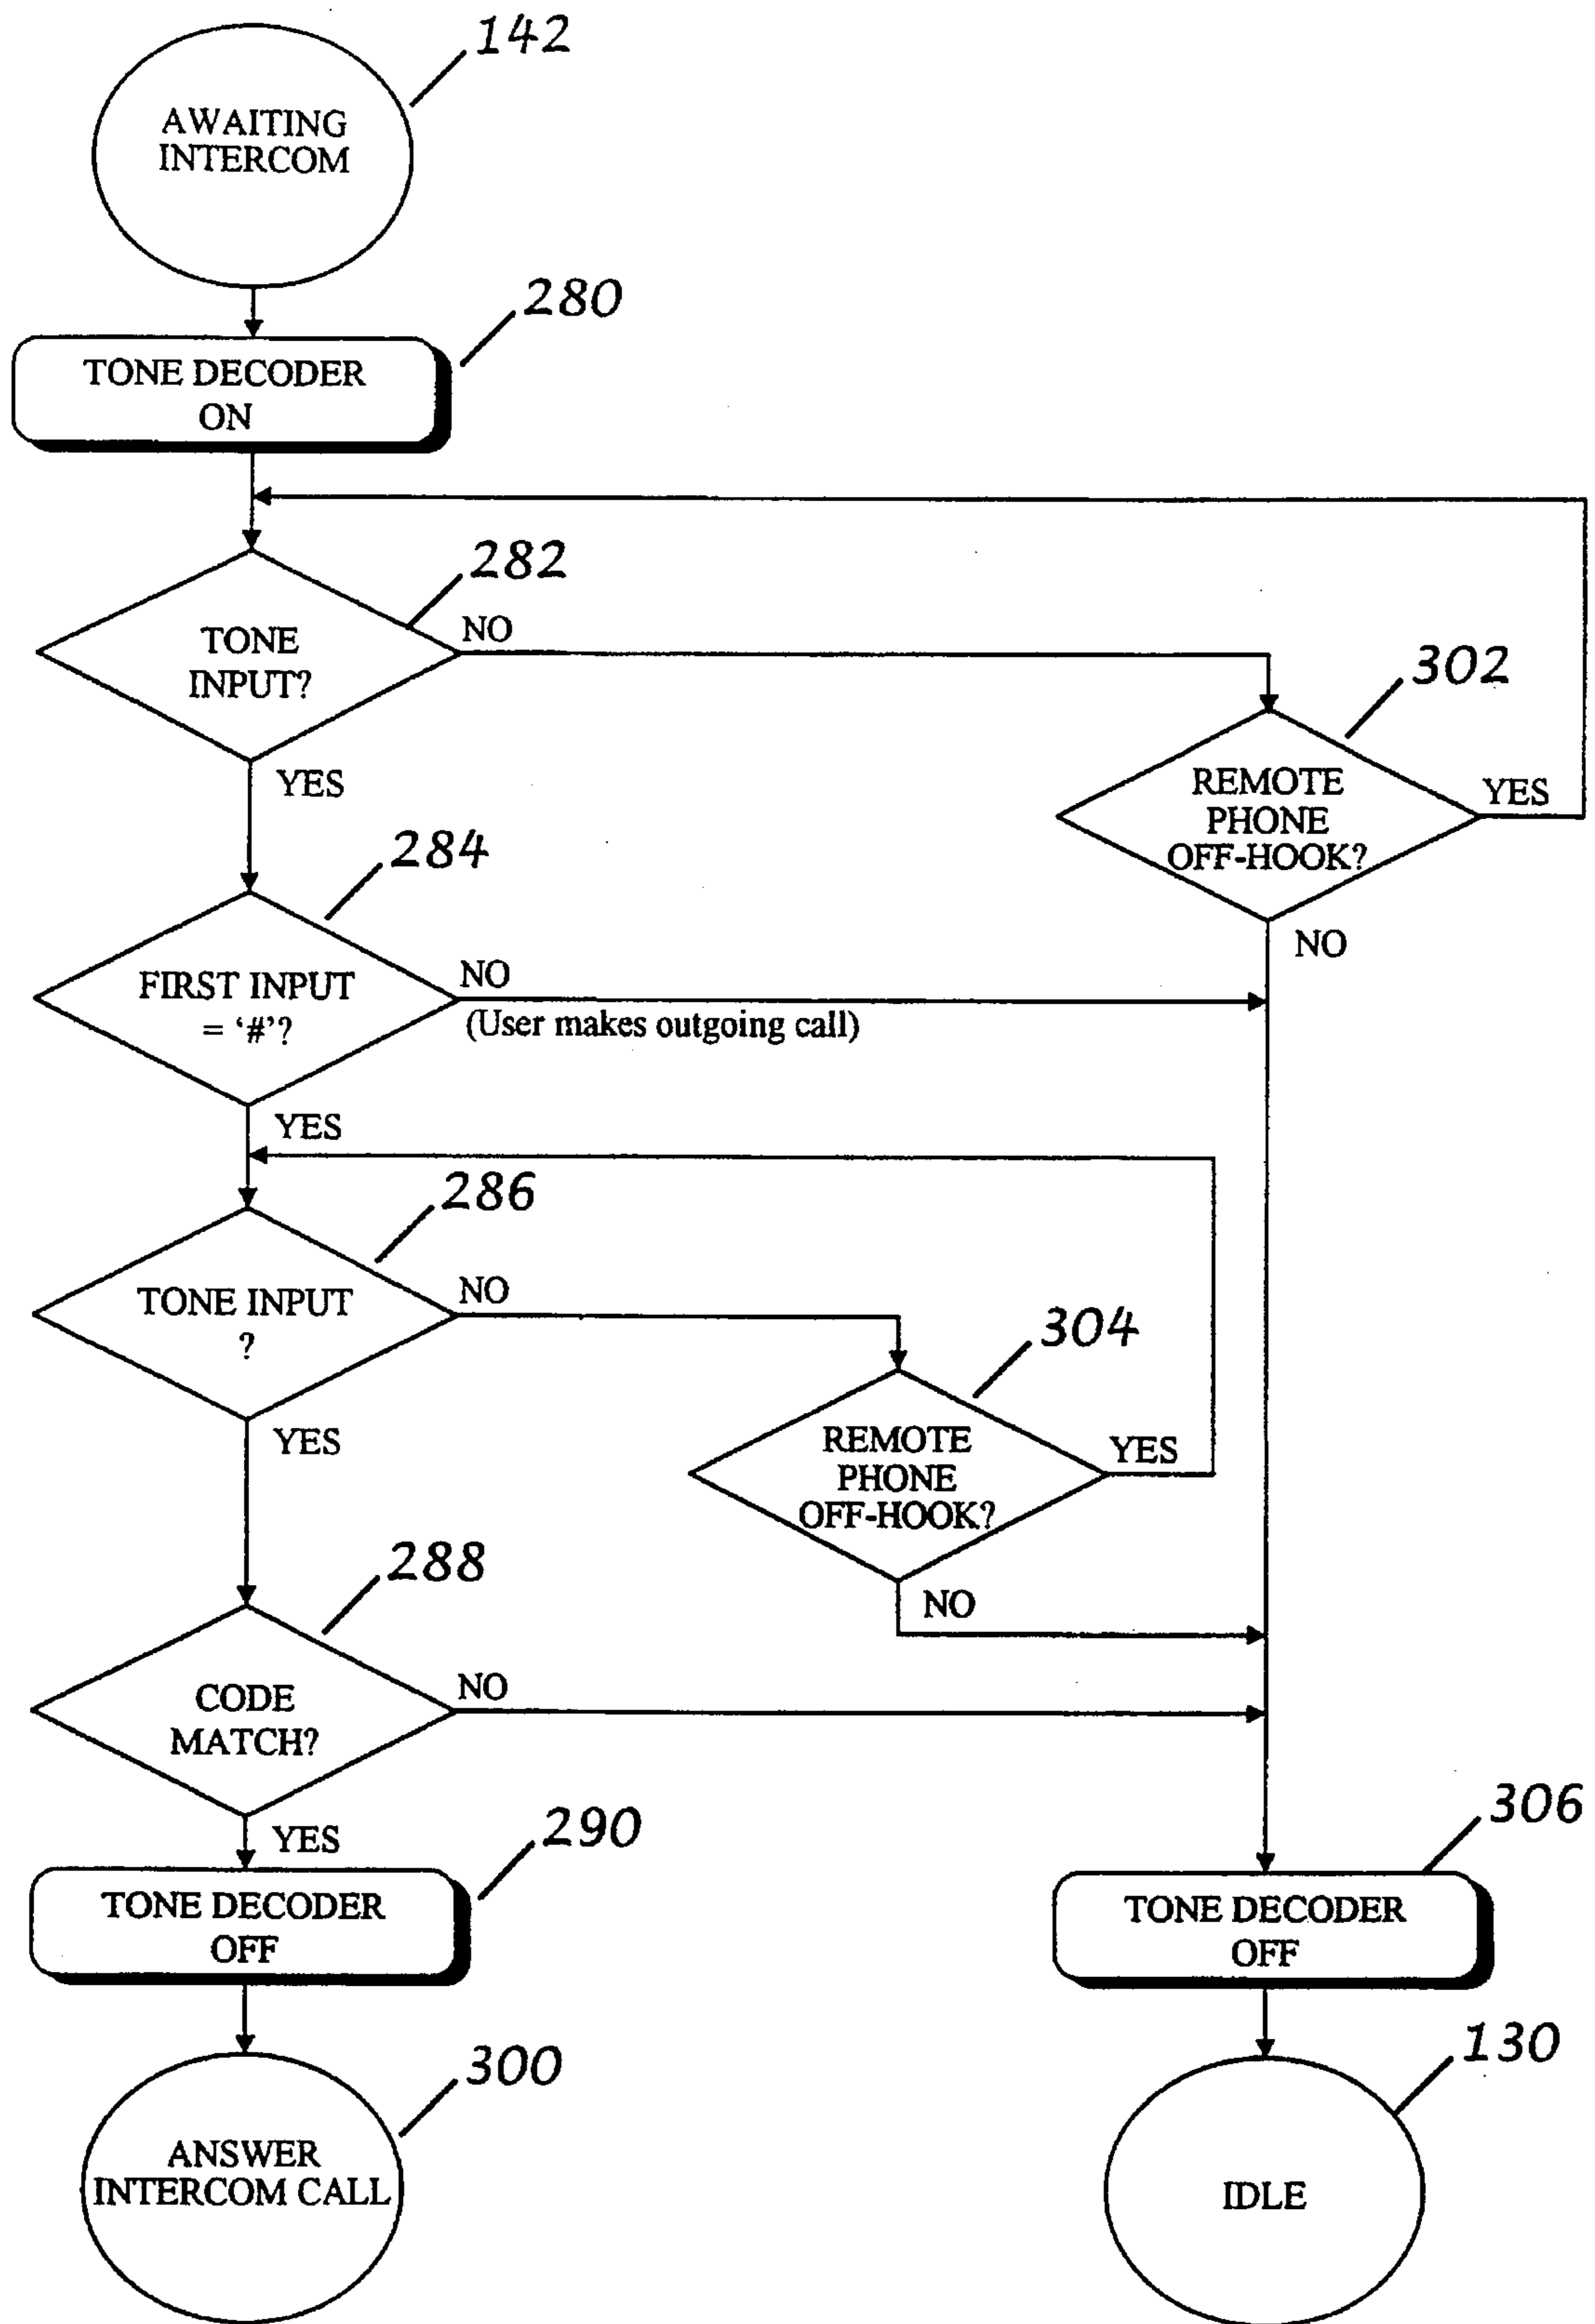 142
AWAITING
INTERCOM
280
TONE DECODER
ON
282
TONE
INPUT?
NO
YES
302
REMOTE
PHONE
OFF-HOOK?
YES
NO
284
FIRST INPUT
= ‘#’?
NO
(User makes outgoing call)
YES
286
TONE INPUT
?
NO
YES
304
REMOTE
PHONE
OFF-HOOK?
YES
NO
288
CODE
MATCH?
NO
YES
290
TONE DECODER
OFF
306
TONE DECODER
OFF
300
ANSWER
INTERCOM CALL
130
IDLE